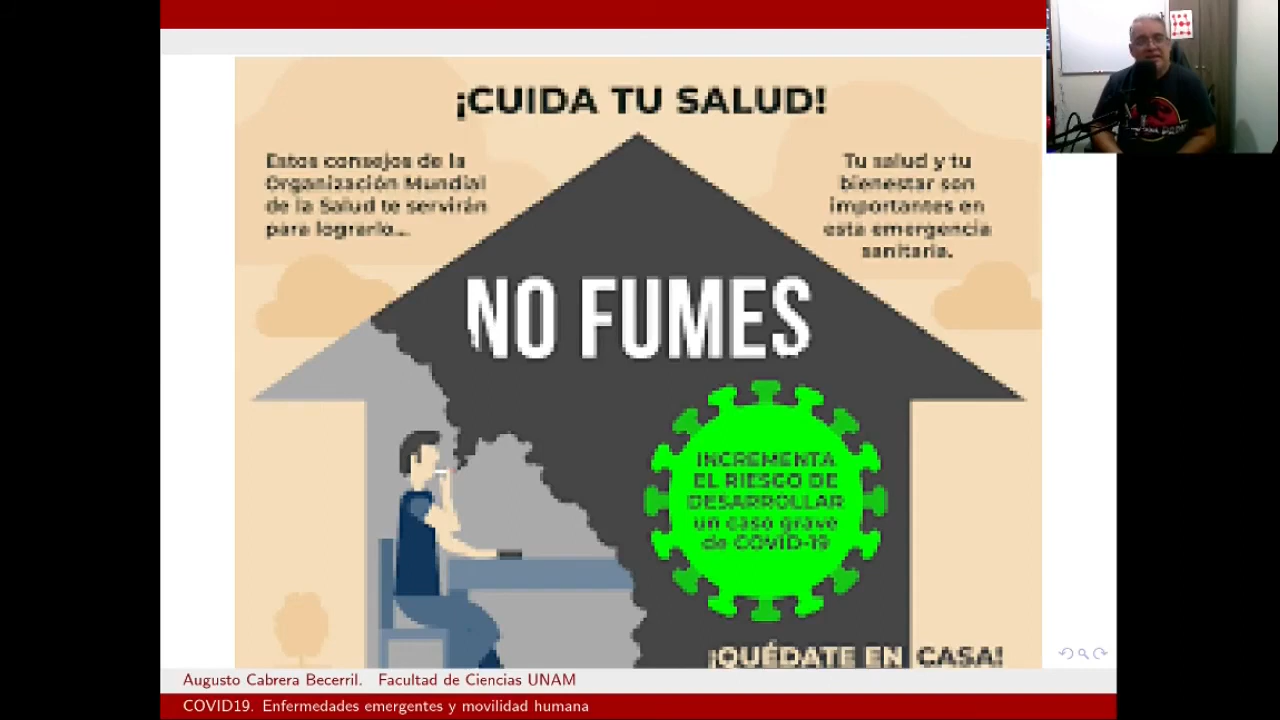 ¡CUIDA TU SALUD!
Estos consejos de la
Organización Mundial
de la Salud te servirán
para lograrlo...
Tu salud y tu
bienestar son
importantes en
esta emergencia
sanitaria.
NO FUMES
INCREMENTA
EL RIESGO DE
DESARROLLAR
un caso grave
de COVID-19
¡QUÉDATE EN CASA!
Augusto Cabrera Becerril. Facultad de Ciencias UNAM
COVID19. Enfermedades emergentes y movilidad humana